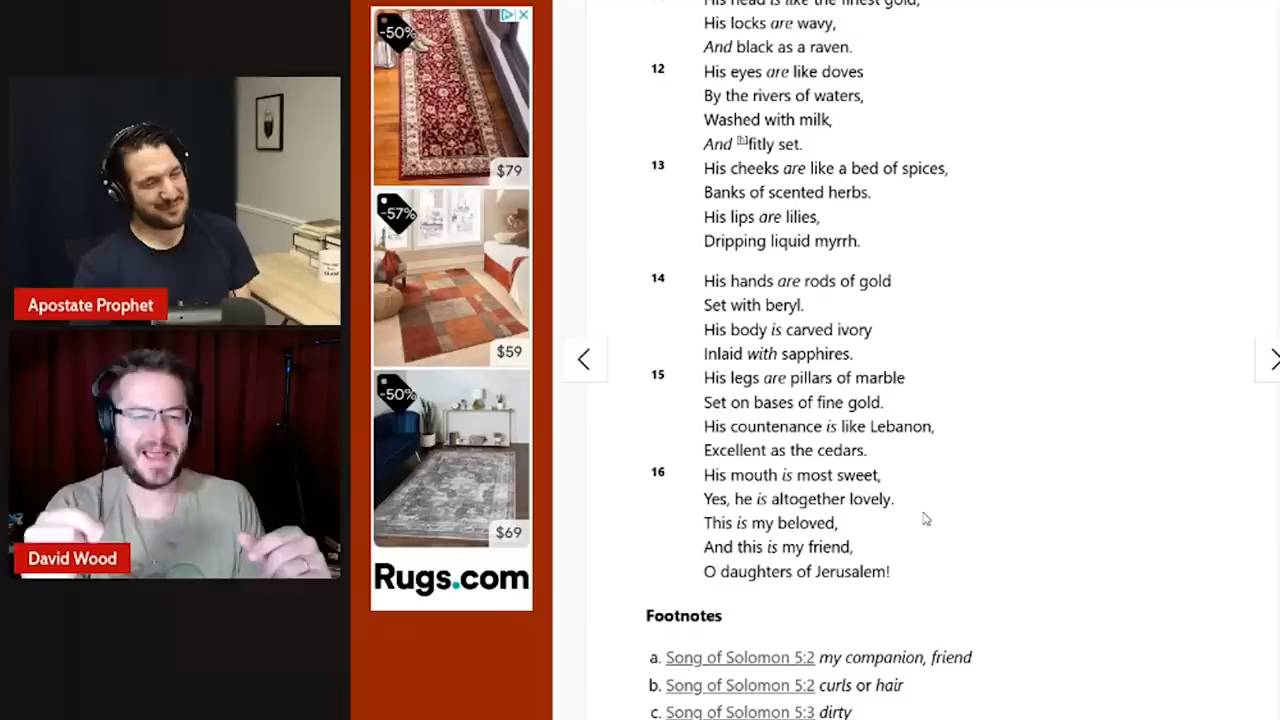 Apostate Prophet
David Wood
-50%
$79
-57%
$59
-50%
$69
Rugs.com
His head is like the finest gold,
His locks are wavy,
And black as a raven.
12 His eyes are like doves
By the rivers of waters,
Washed with milk,
And [h]fitly set.
13 His cheeks are like a bed of spices,
Banks of scented herbs.
His lips are lilies,
Dripping liquid myrrh.
14 His hands are rods of gold
Set with beryl.
His body is carved ivory
Inlaid with sapphires.
15 His legs are pillars of marble
Set on bases of fine gold.
His countenance is like Lebanon,
Excellent as the cedars.
16 His mouth is most sweet,
Yes, he is altogether lovely.
This is my beloved,
And this is my friend,
O daughters of Jerusalem!
Footnotes
a. Song of Solomon 5:2 my companion, friend
b. Song of Solomon 5:2 curls or hair
c. Song of Solomon 5:3 dirty